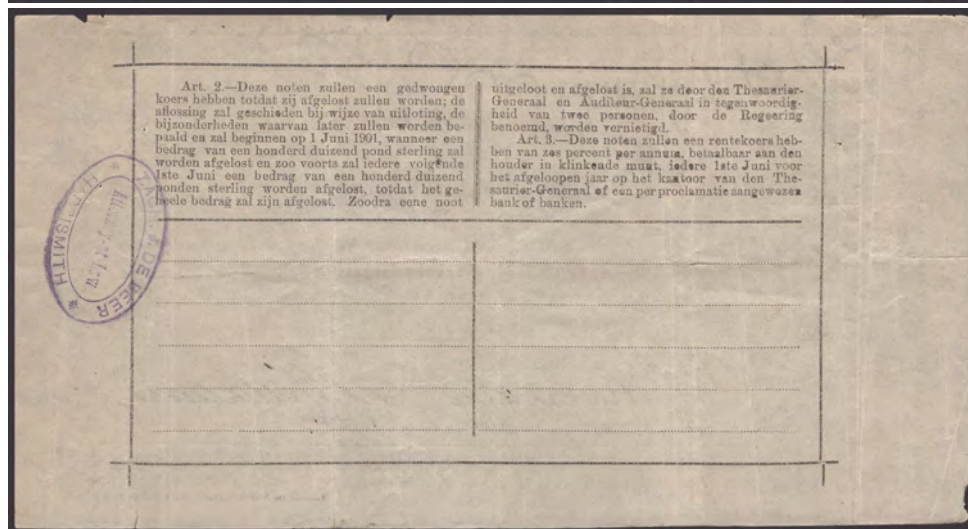 Art. 2.—Deze noten zullen een gedwongen
koers hebben totdat zij afgelost zullen worden; de
aflossing zal geschieden bij wijze van uitloting, de
bijzonderheden waarvan later zullen worden be-
paald en zal beginnen op 1 Juni 1901, wanneer een
bedrag van een honderd duizend pond sterling zal
worden afgelost en zoo voorts zal iedere volgende
1ste Juni een bedrag van een honderd duizend
ponden sterling worden afgelost, totdat het ge-
heele bedrag zal zijn afgelost. Zoodra eene noot
uitgeloot en afgelost is, zal ze door den Thesaurier-
Generaal en Auditeur-Generaal in tegenwoordig-
heid van twee personen, door de Regeering
benoemd, worden vernietigd.
Art. 3.—Deze noten zullen een rentekoers heb-
ben van zes percent per annum, betaalbaar aan den
houder in klinkende munt, iedere 1ste Juni voor
het afgeloopen jaar op het kantoor van den The-
saurier-Generaal of een per proclamatie aangewezen
bank of banken.
DE BEER
Attorney-at-Law
HARRISMITH